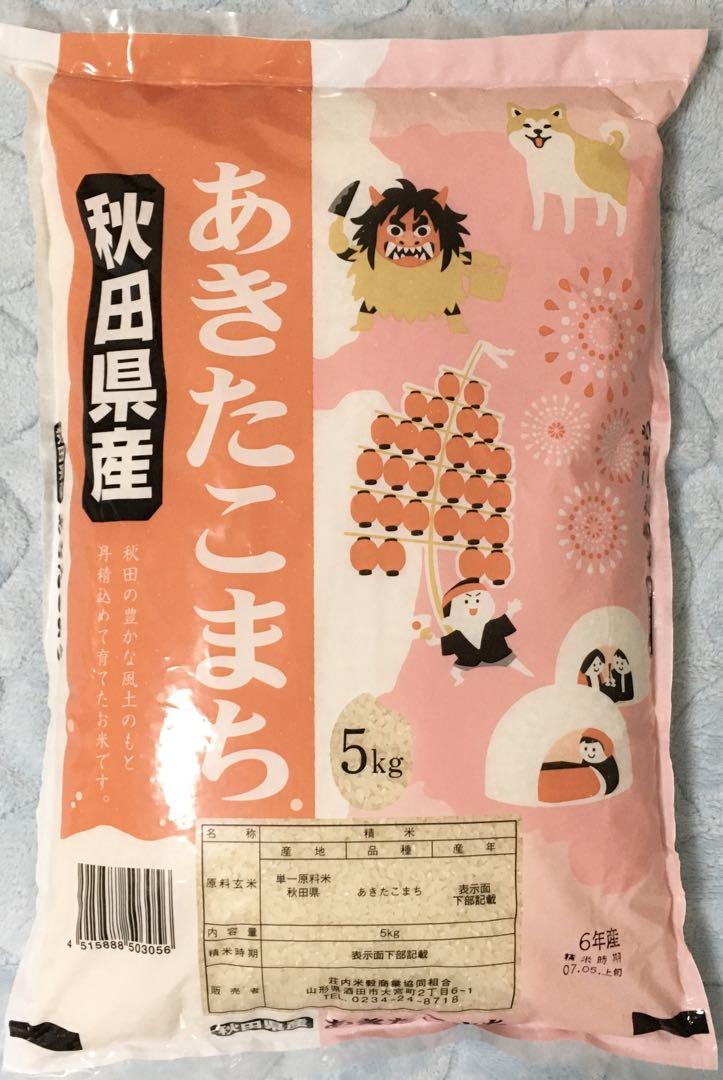 あきたこまち
秋田県産
秋田の豊かな風土のもと
丹精込めて育てたお米です。
5kg
名称 精米
産地 品種 産年
原料玄米 単一原料米
秋田県 あきたこまち 表示面
下部記載
内容量 5kg
精米時期 表示面下部記載
販売者 荘内米穀商業協同組合
山形県酒田市大宮町2丁目6-1
TEL. 0234-24-8718
4 515888 503056
6年産
精米時期
07.05.上旬
秋田県産